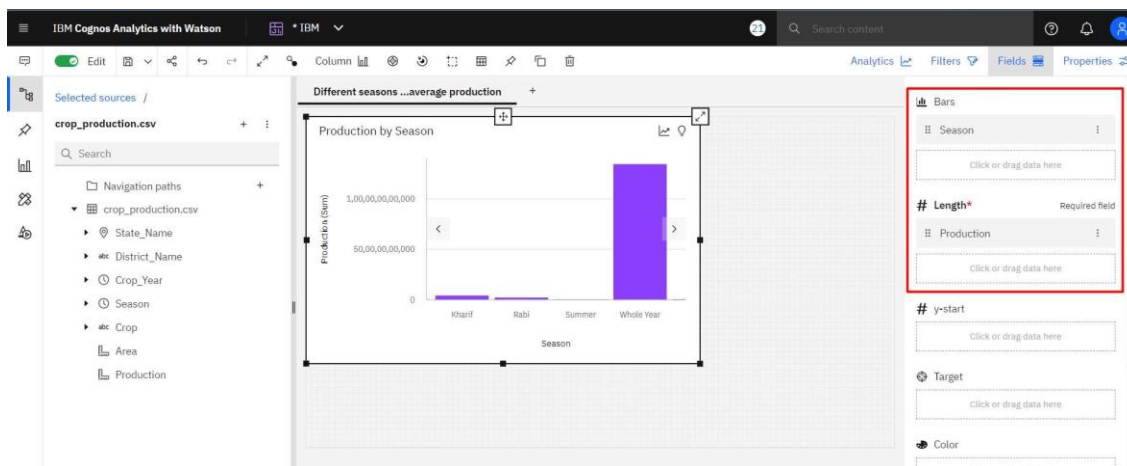 IBM Cognos Analytics with Watson
* IBM
21
Search content
Edit
Column
Analytics
Filters
Fields
Properties
Selected sources /
crop_production.csv
Search
Navigation paths
crop_production.csv
State_Name
abc District_Name
Crop_Year
Season
abc Crop
Area
Production
Different seasons ...average production
Production by Season
Production (Sum)
1,00,00,00,00,000
50,00,00,00,000
0
Kharif Rabi Summer Whole Year
Season
Bars
Season
Click or drag data here
# Length* Required field
Production
Click or drag data here
# y-start
Click or drag data here
Target
Click or drag data here
Color